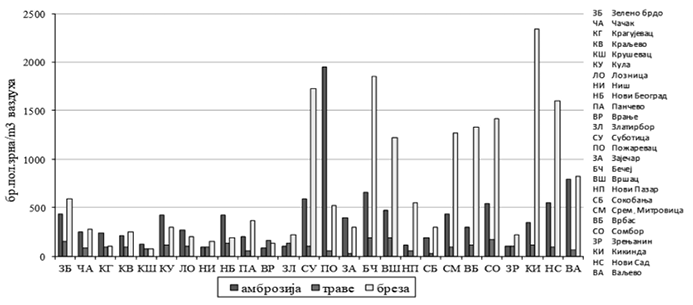 2500
2000
1500
1000
500
0
бр.пол.зрна/m3 ваздуха
ЗБ ЧА КГ КВ КШ КУ ЛО НИ НБ ПА ВР ЗЛ СУ ПО ЗА БЧ ВШ НП СБ СМ ВБ СО ЗР КИ НС ВА
амброзија траве бреза
ЗБ Зелено брдо
ЧА Чачак
КГ Крагујевац
КВ Краљево
КШ Крушевац
КУ Кула
ЛО Лозница
НИ Ниш
НБ Нови Београд
ПА Панчево
ВР Врање
ЗЛ Златирбор
СУ Суботица
ПО Пожаревац
ЗА Зајечар
БЧ Бечеј
ВШ Вршац
НП Нови Пазар
СБ Сокобања
СМ Срем. Митровица
ВБ Врбас
СО Сомбор
ЗР Зрењанин
КИ Кикинда
НС Нови Сад
ВА Ваљево